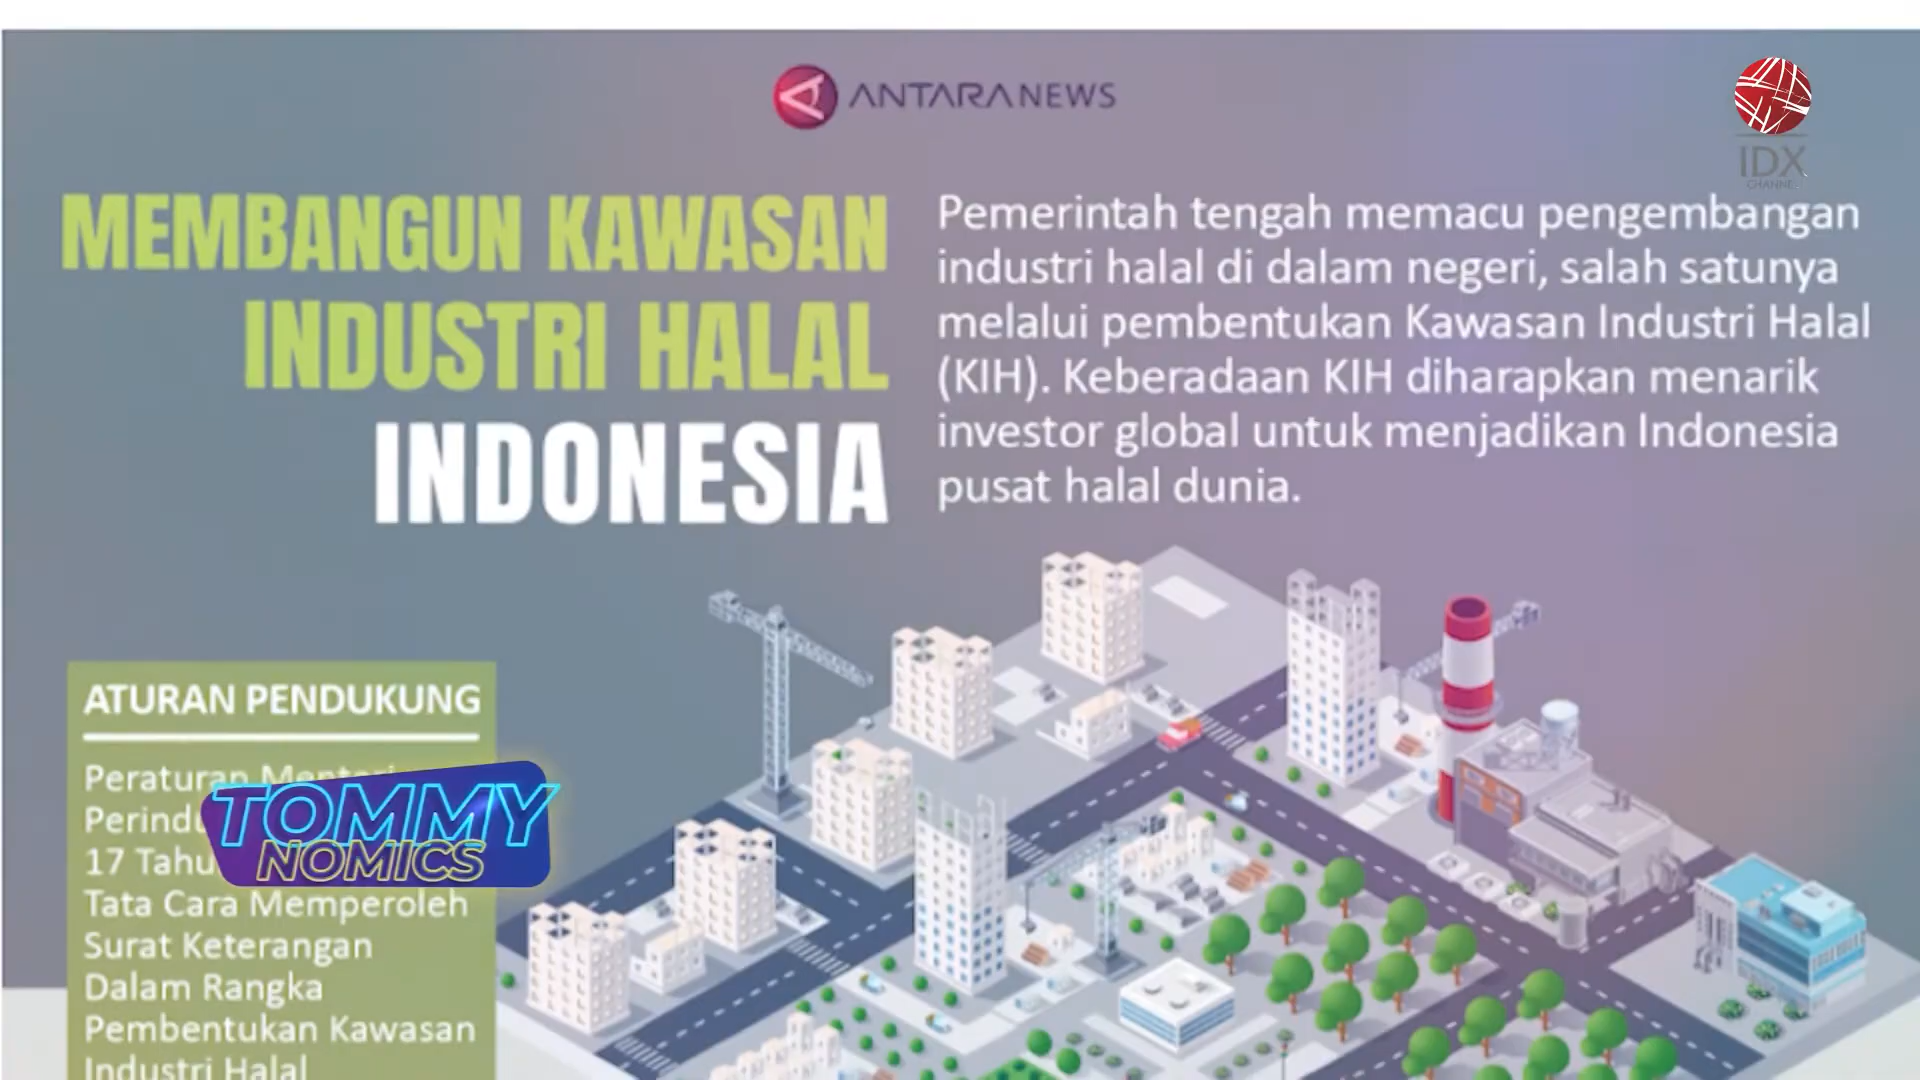 ANTARANEWS
IDX
CHANNEL
MEMBANGUN KAWASAN
INDUSTRI HALAL
INDONESIA
Pemerintah tengah memacu pengembangan
industri halal di dalam negeri, salah satunya
melalui pembentukan Kawasan Industri Halal
(KIH). Keberadaan KIH diharapkan menarik
investor global untuk menjadikan Indonesia
pusat halal dunia.
ATURAN PENDUKUNG
Peraturan Menteri
17
Tata Cara Memperoleh
Surat Keterangan
Dalam Rangka
Pembentukan Kawasan
Industri Halal
TOMMY
NOMICS